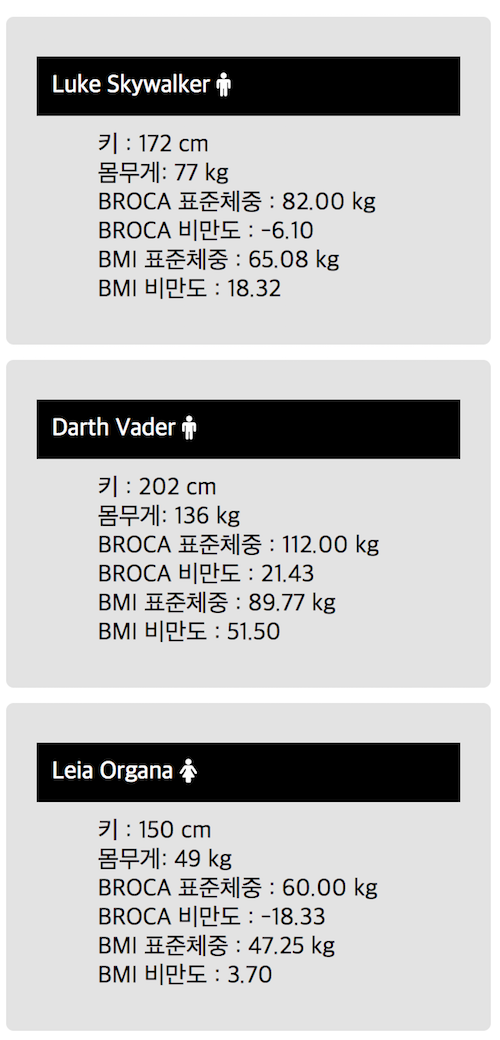 Luke Skywalker
키 : 172 cm
몸무게: 77 kg
BROCA 표준체중 : 82.00 kg
BROCA 비만도 : -6.10
BMI 표준체중 : 65.08 kg
BMI 비만도 : 18.32
Darth Vader
키 : 202 cm
몸무게: 136 kg
BROCA 표준체중 : 112.00 kg
BROCA 비만도 : 21.43
BMI 표준체중 : 89.77 kg
BMI 비만도 : 51.50
Leia Organa
키 : 150 cm
몸무게: 49 kg
BROCA 표준체중 : 60.00 kg
BROCA 비만도 : -18.33
BMI 표준체중 : 47.25 kg
BMI 비만도 : 3.70